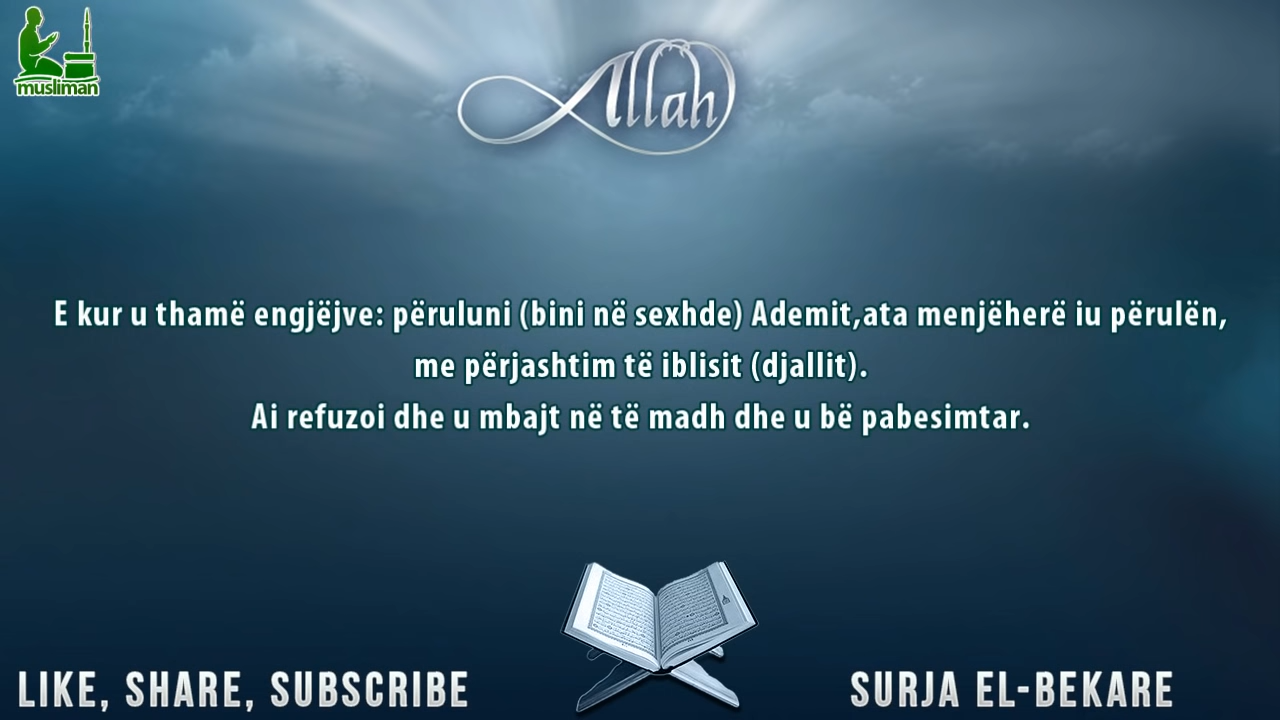 musliman
Allah
E kur u thamë engjëjve: përuluni (bini në sexhde) Ademit,ata menjëherë iu përulën,
me përjashtim të iblisit (djallit).
Ai refuzoi dhe u mbajt në të madh dhe u bë pabesimtar.
LIKE, SHARE, SUBSCRIBE
SURJA EL-BEKARE